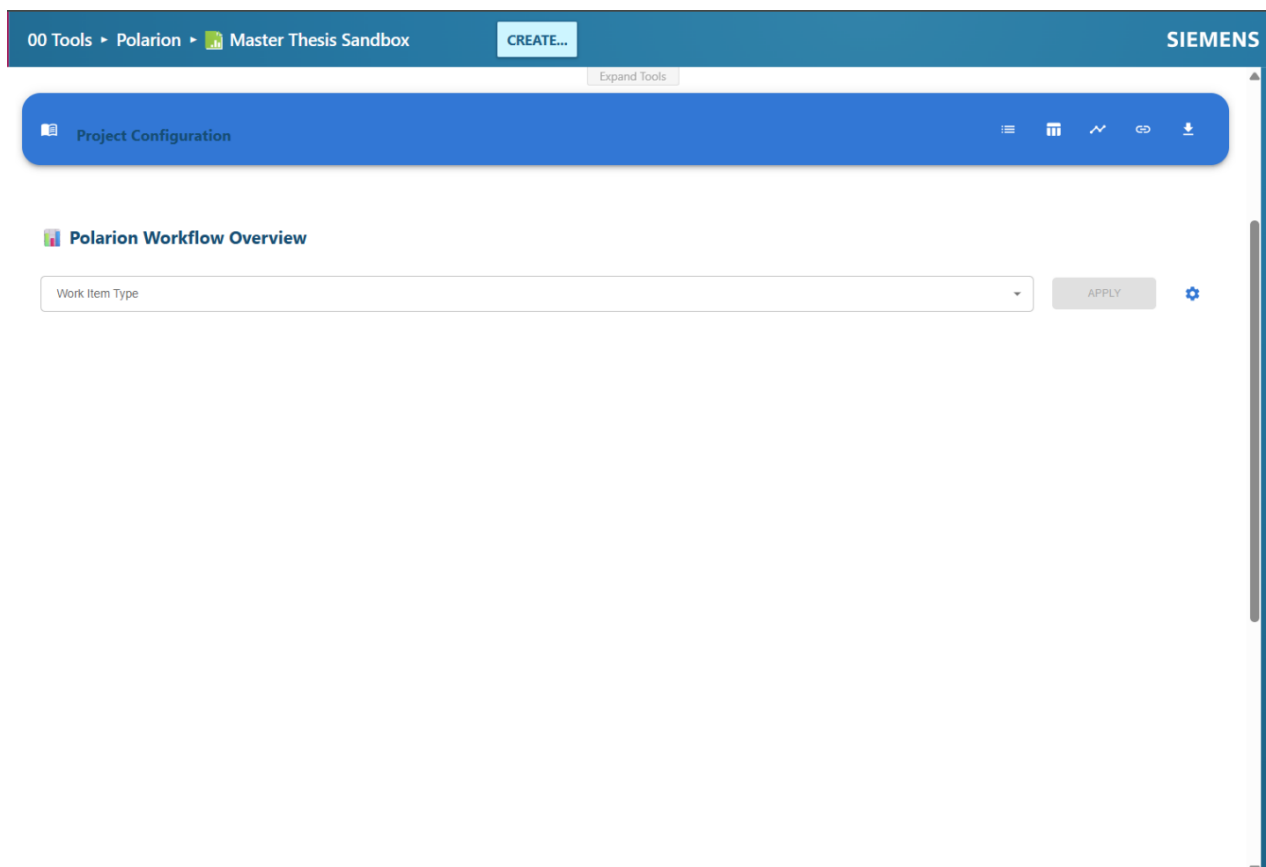 00 Tools ▸ Polarion ▸ Master Thesis Sandbox CREATE... SIEMENS
Expand Tools
Project Configuration
Polarion Workflow Overview
Work Item Type APPLY